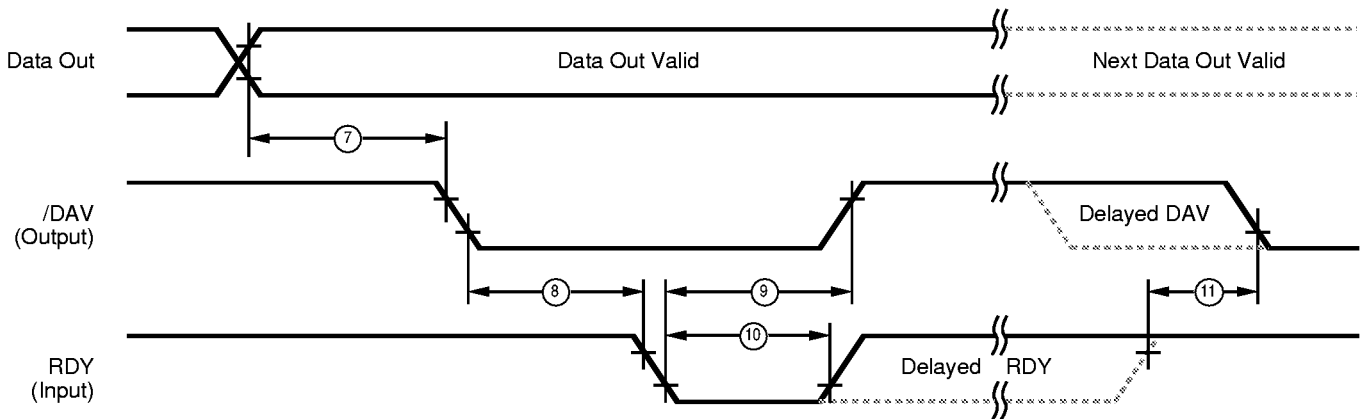 Data Out
Data Out Valid
Next Data Out Valid
7
/DAV
(Output)
Delayed DAV
8
9
11
10
RDY
(Input)
Delayed RDY